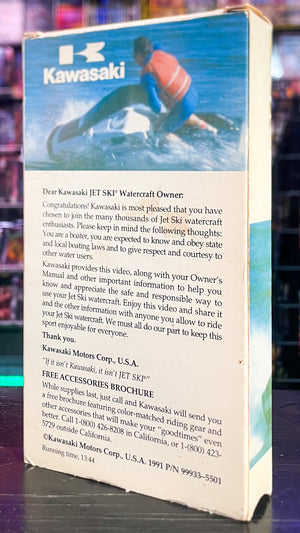 Kawasaki
Dear Kawasaki JET SKI® Watercraft Owner:
Congratulations! Kawasaki is most pleased that you have
chosen to join the many thousands of Jet Ski watercraft
enthusiasts. Please keep in mind the following thoughts:
You are a boater, you are expected to know and obey state
and local boating laws and to give respect and courtesy to
other water users.
Kawasaki provides this video, along with your Owner's
Manual and other important information to help you
know and appreciate the safe and responsible way to
use your Jet Ski watercraft. Enjoy this video and share it
and the other information with anyone you allow to ride
your Jet Ski watercraft. We must all do our part to keep this
sport enjoyable for everyone.
Thank you.
Kawasaki Motors Corp., U.S.A.
"If it isn't Kawasaki, it isn't JET SKI®"
FREE ACCESSORIES BROCHURE
While supplies last, just call and Kawasaki will send you
a free brochure featuring color-matched riding gear and
other accessories that will make your "goodtimes" even
better. Call 1-(800) 426-8208 in California, or 1-(800) 423-
5729 outside California.
©Kawasaki Motors Corp., U.S.A. 1991 P/N 99933-5501
Running time, 13:44